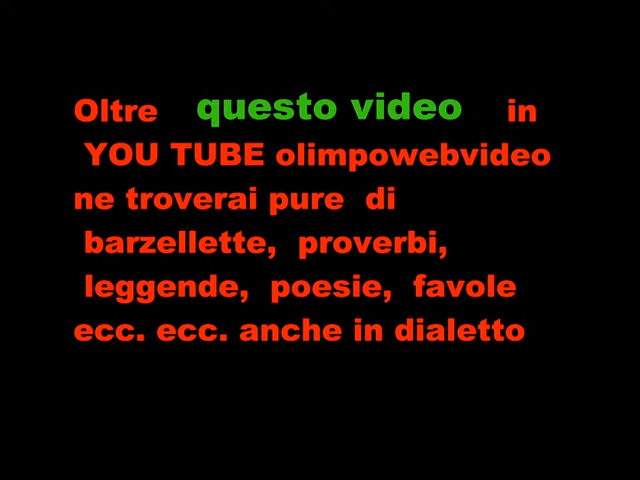 Oltre questo video in
YOU TUBE olimpowebvideo
ne troverai pure di
barzellette, proverbi,
leggende, poesie, favole
ecc. ecc. anche in dialetto